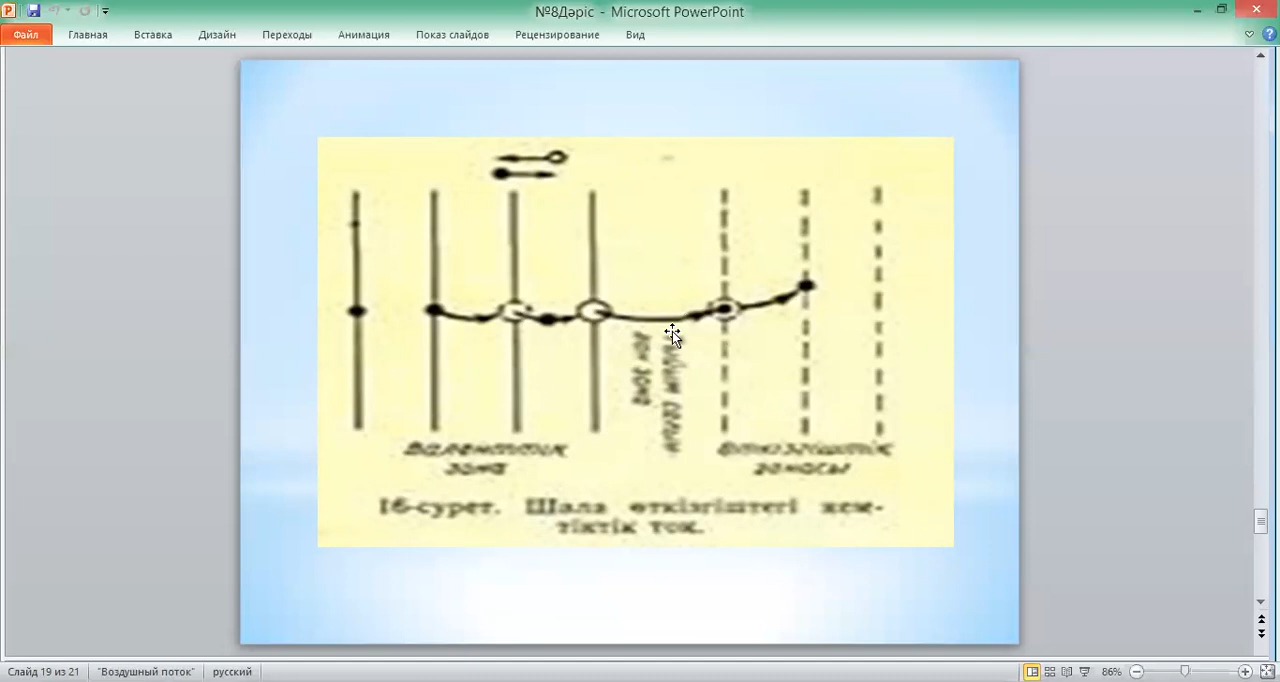 №8Дәріс - Microsoft PowerPoint
Файл Главная Вставка Дизайн Переходы Анимация Показ слайдов Рецензирование Вид
Валенттік зона
Өткізгіштік зонасы
16-сурет. Шала өткізгіштегі кем-
тіктік ток.
Слайд 19 из 21 "Воздушный поток" русский 86%